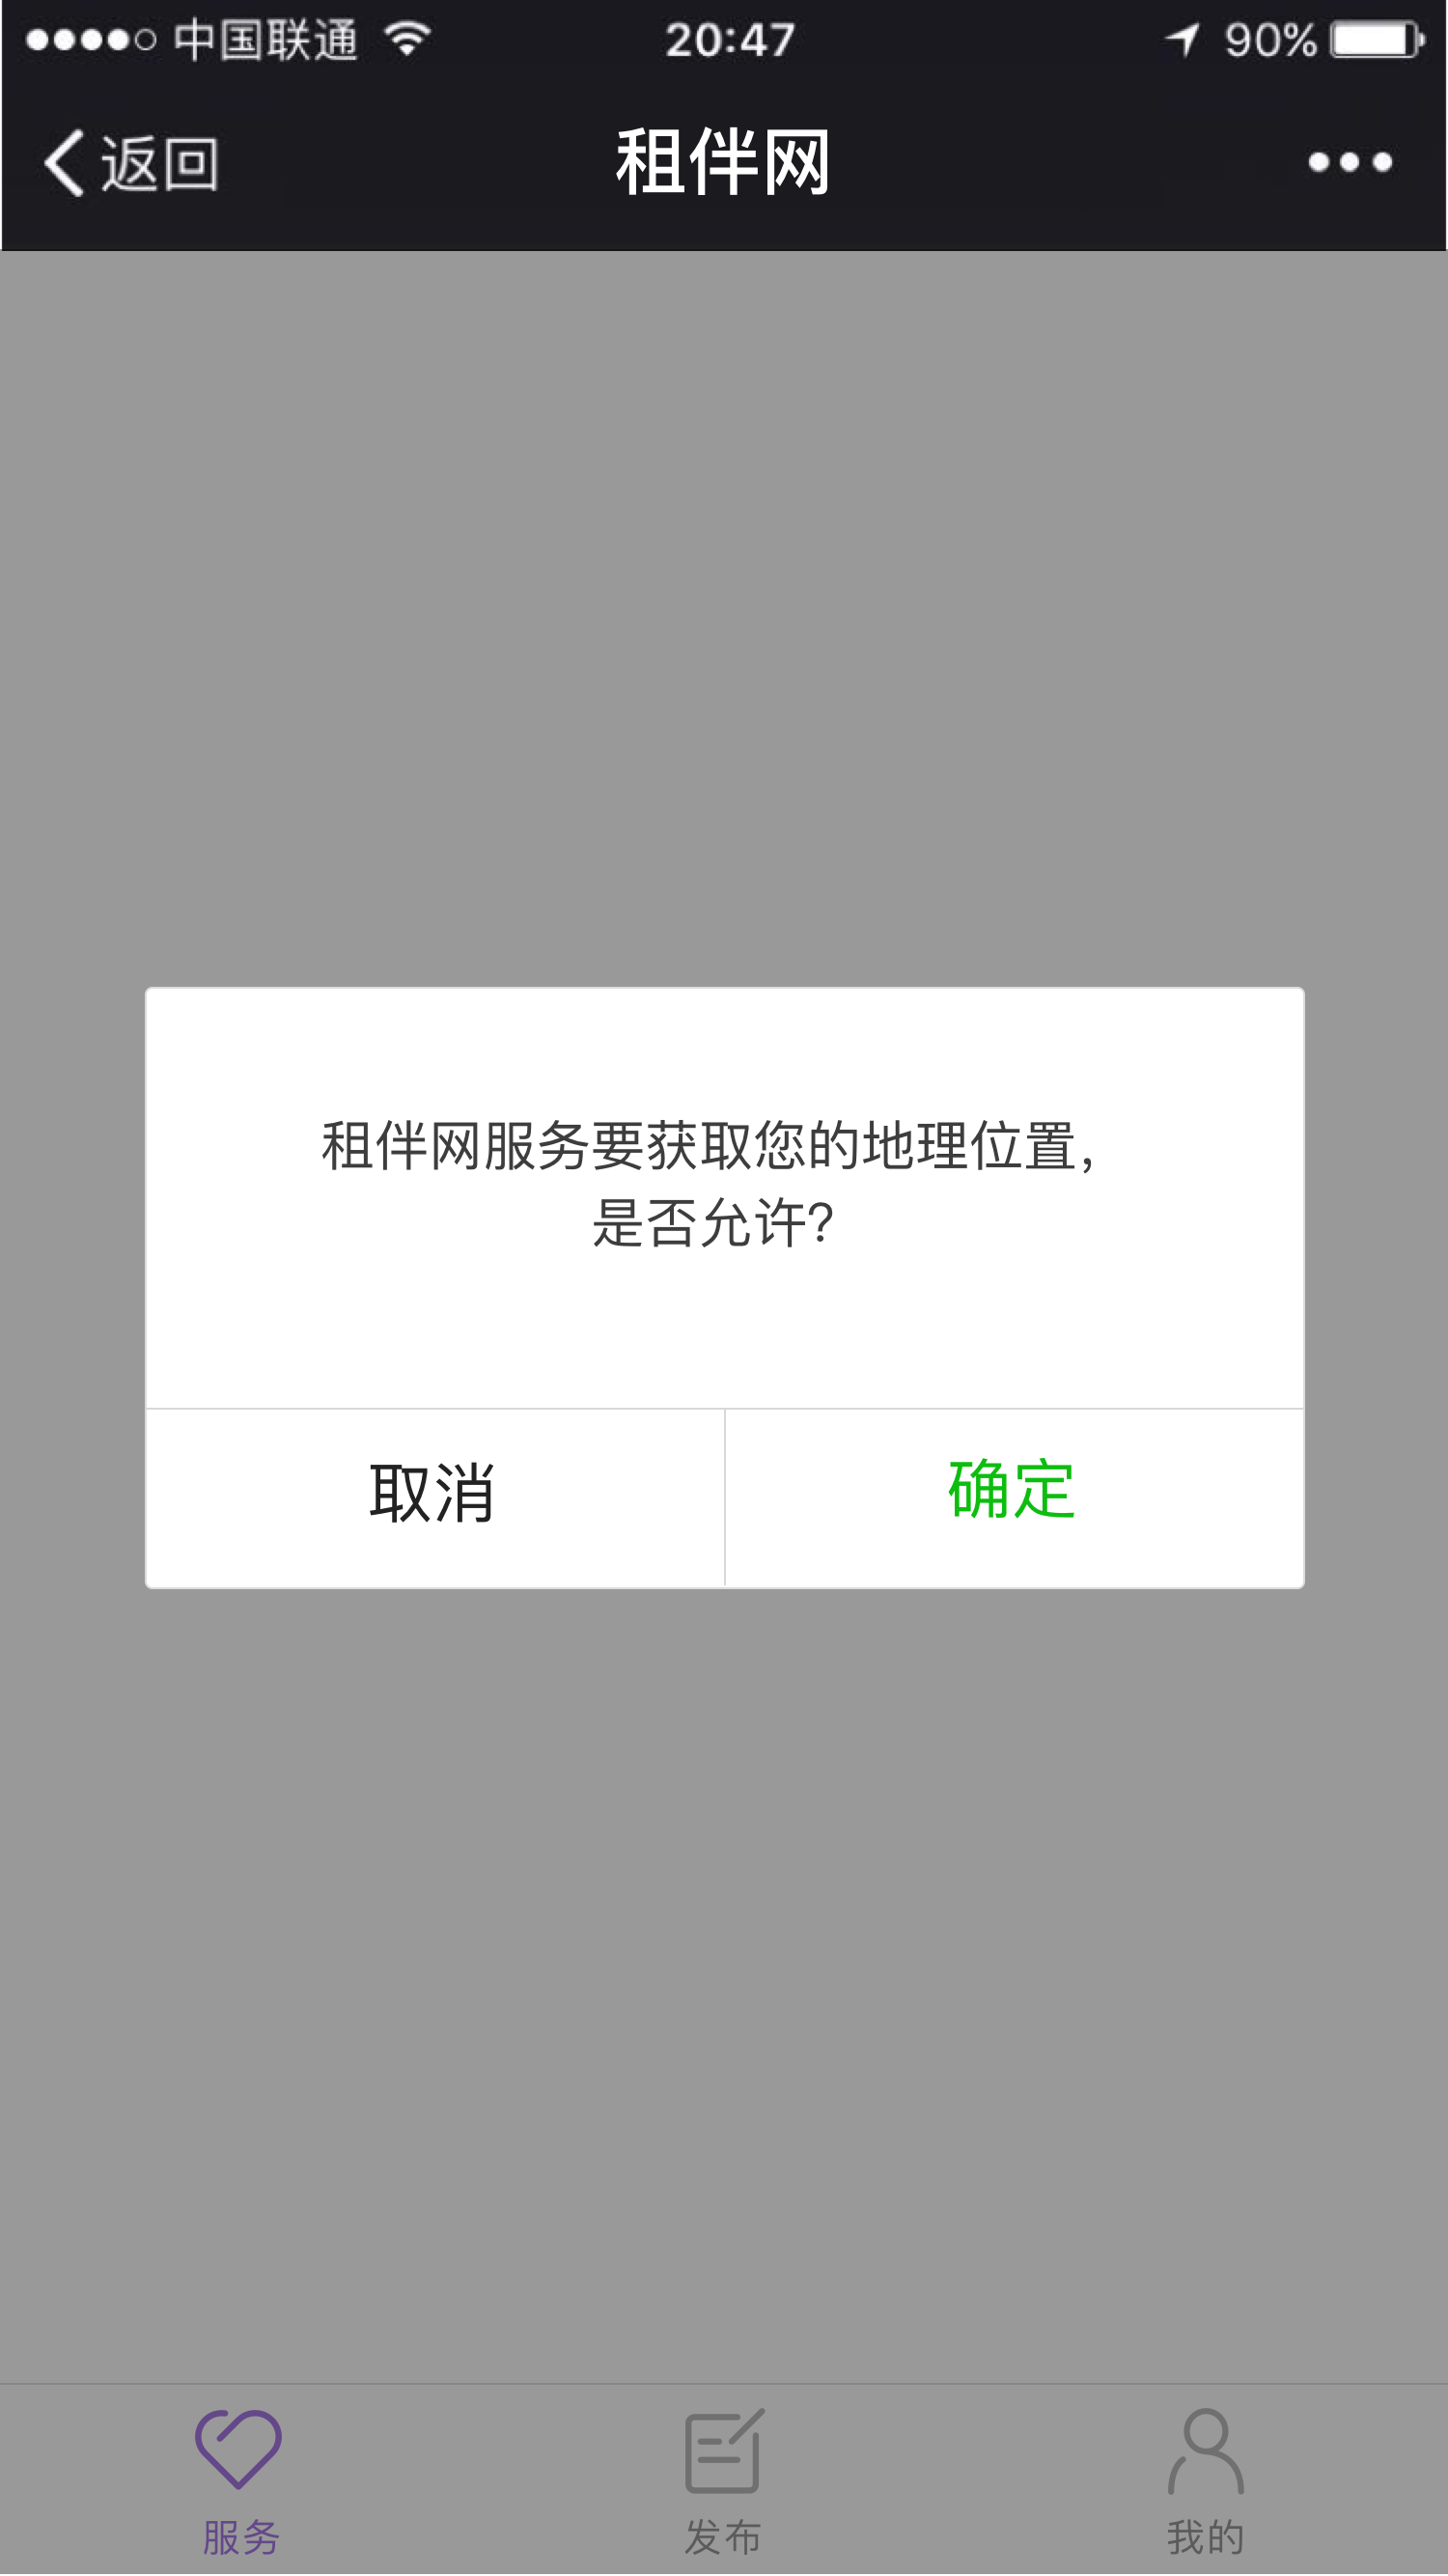 中国联通 20:47 90%
返回 租伴网
租伴网服务要获取您的地理位置,
是否允许?
取消 确定
服务 发布 我的